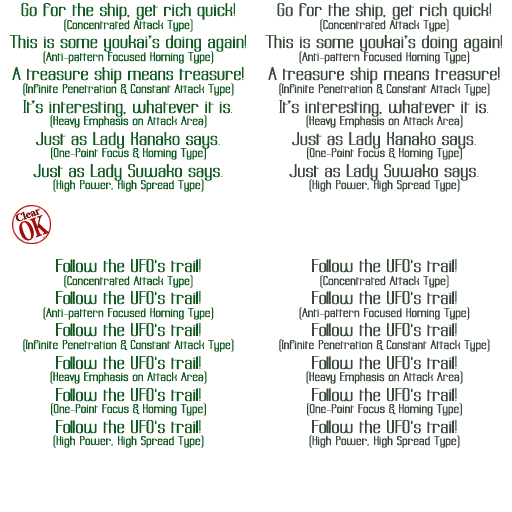 Go for the ship, get rich quick!
(Concentrated Attack Type)
This is some youkai's doing again!
(Anti-pattern Focused Homing Type)
A treasure ship means treasure!
(Infinite Penetration & Constant Attack Type)
It's interesting, whatever it is.
(Heavy Emphasis on Attack Area)
Just as Lady Kanako says.
(One-Point Focus & Homing Type)
Just as Lady Suwako says.
(High Power, High Spread Type)
Go for the ship, get rich quick!
(Concentrated Attack Type)
This is some youkai's doing again!
(Anti-pattern Focused Homing Type)
A treasure ship means treasure!
(Infinite Penetration & Constant Attack Type)
It's interesting, whatever it is.
(Heavy Emphasis on Attack Area)
Just as Lady Kanako says.
(One-Point Focus & Homing Type)
Just as Lady Suwako says.
(High Power, High Spread Type)
Clear
OK
Follow the UFO's trail!
(Concentrated Attack Type)
Follow the UFO's trail!
(Anti-pattern Focused Homing Type)
Follow the UFO's trail!
(Infinite Penetration & Constant Attack Type)
Follow the UFO's trail!
(Heavy Emphasis on Attack Area)
Follow the UFO's trail!
(One-Point Focus & Homing Type)
Follow the UFO's trail!
(High Power, High Spread Type)
Follow the UFO's trail!
(Concentrated Attack Type)
Follow the UFO's trail!
(Anti-pattern Focused Homing Type)
Follow the UFO's trail!
(Infinite Penetration & Constant Attack Type)
Follow the UFO's trail!
(Heavy Emphasis on Attack Area)
Follow the UFO's trail!
(One-Point Focus & Homing Type)
Follow the UFO's trail!
(High Power, High Spread Type)